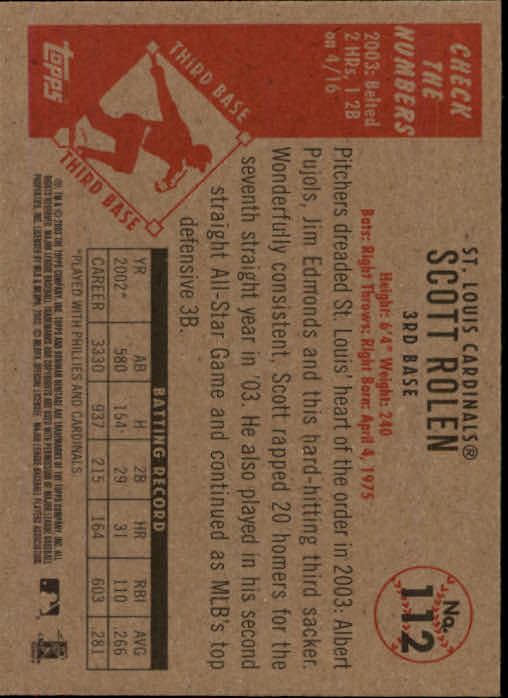 No.
112
ST. LOUIS CARDINALS®
SCOTT ROLEN
3RD BASE
Height: 6'4" Weight: 240
Bats: Right Throws: Right Born: April 4, 1975
CHECK
THE
NUMBERS
2003: Belted
2 HRs, 1 2B
on 4/16
Pitchers dreaded St. Louis' heart of the order in 2003: Albert
Pujols, Jim Edmonds and this hard-hitting third sacker.
Wonderfully consistent, Scott rapped 20 homers for the
seventh straight year in '03. He also played in his second
straight All-Star Game and continued as MLB's top
defensive 3B.
THIRD BASE
THIRD BASE
topps
BATTING RECORD
YR AB H 2B HR RBI AVG
2002* 580 154 29 31 110 .266
CAREER 3330 937 215 164 603 .281
*PLAYED WITH PHILLIES AND CARDINALS